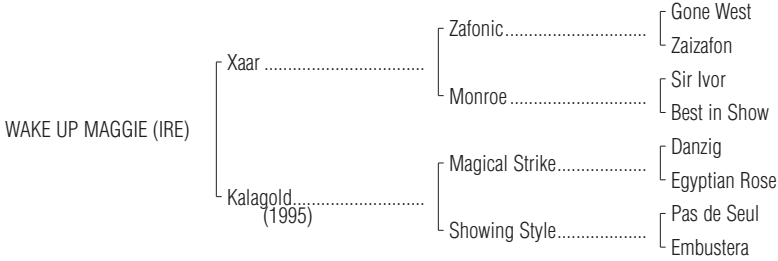 Gone West
Zafonic
Zaizafon
Xaar
Sir Ivor
Monroe
Best in Show
WAKE UP MAGGIE (IRE)
Danzig
Magical Strike
Egyptian Rose
Kalagold
(1995)
Pas de Seul
Showing Style
Embustera